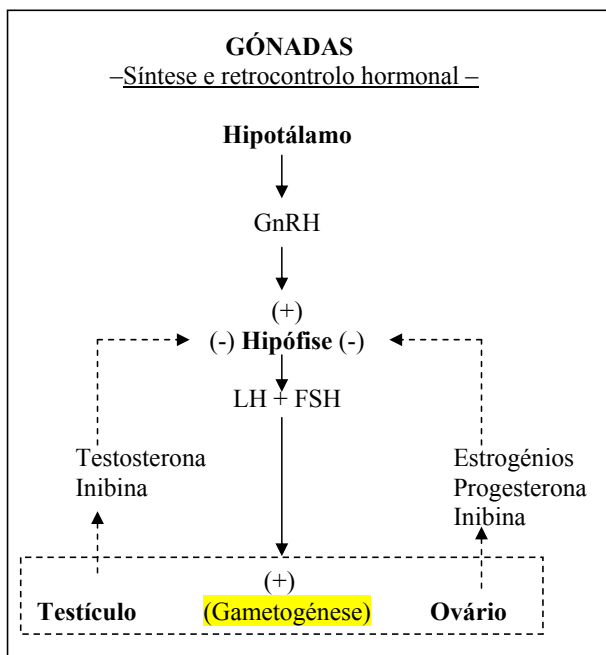 GÓNADAS
–Síntese e retrocontrolo hormonal –
Hipotálamo
GnRH
(+)
(-) Hipófise (-)
LH + FSH
Testosterona
Inibina
Estrogénios
Progesterona
Inibina
(+)
Testículo (Gametogénese) Ovário